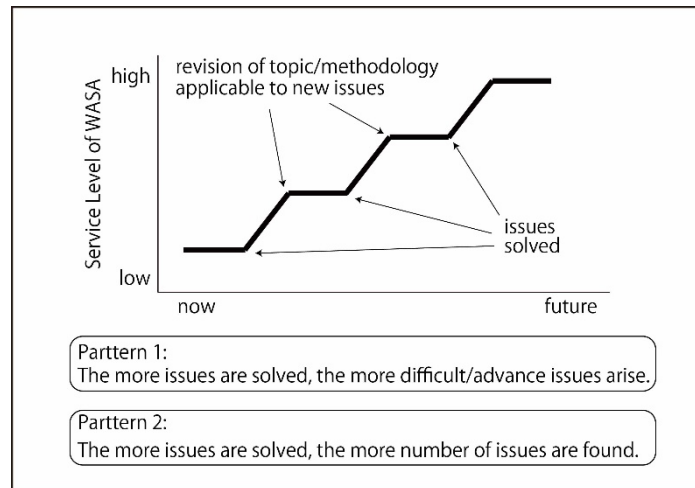 high
revision of topic/methodology
applicable to new issues
Service Level of WASA
issues
solved
low
now
future
Parttern 1:
The more issues are solved, the more difficult/advance issues arise.
Parttern 2:
The more issues are solved, the more number of issues are found.